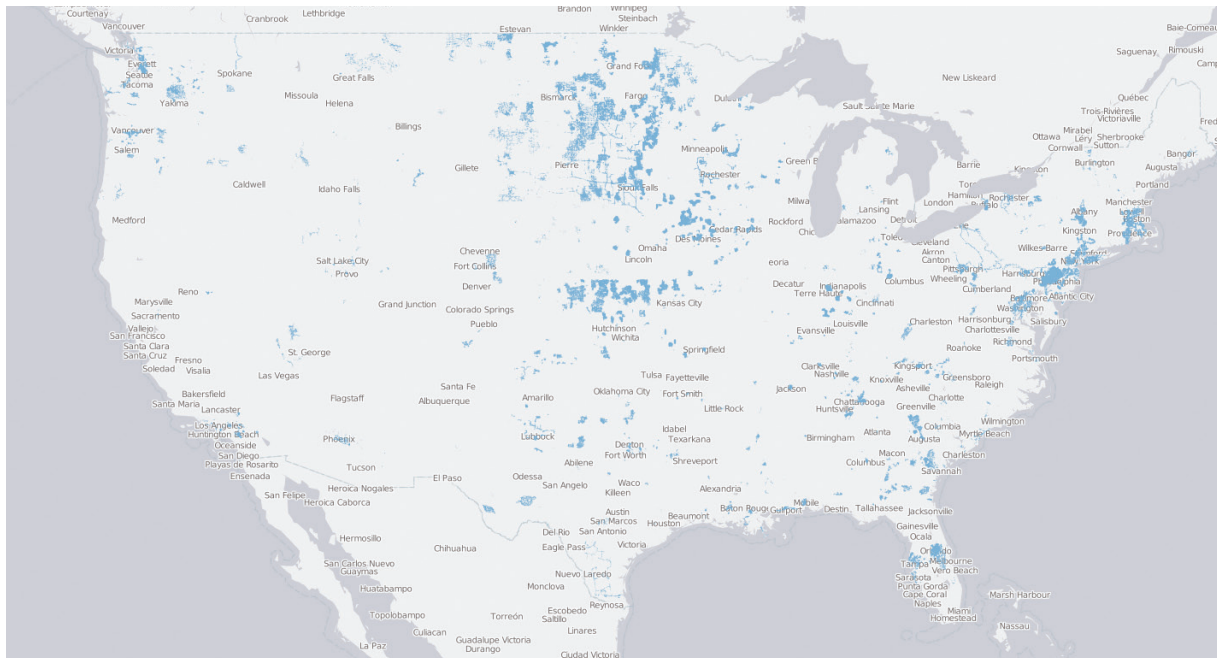 Courtenay
Cranbrook
Lethbridge
Brandon
Winnipeg
Steinbach
Baie-Comeau
Vancouver
Estevan
Winkler
Victoria
Rimouski
Saguenay
Everett
Seattle
Tacoma
Spokane
Great Falls
Grand Fo
New Liskeard
Yakima
Missoula
Helena
Bismarck
Fargo
Dulu
Sault Sainte Marie
Québec
Trois-Rivières
Victoriaville
Vancouver
Billings
Ottawa
Mirabel
Léry
Sherbrooke
Cornwall
Sutton
Salem
Minneapolis
Pierre
Gillete
Green B
Barrie
Burlington
Bangor
Augusta
Caldwell
Idaho Falls
Rochester
Sioux Falls
Portland
Medford
Milwa
Flint
London
Rochester
Lansing
Manchester
Rockford
Detroit
Albany
Boston
Cedar Rapids
Des Moines
Kingston
Providence
Cheyenne
Omaha
Cleveland
Wilkes-Barre
Salt Lake City
Fort Collins
Lincoln
Akron
Canton
Provo
eoria
Pittsburgh
Wheeling
Philadelphia
Reno
Denver
Decatur
Indianapolis
Columbus
Cumberland
Atlantic City
Marysville
Grand Junction
Colorado Springs
Kansas City
Terre Haute
Cincinnati
Baltimore
Washington
Sacramento
Pueblo
Salisbury
Vallejo
San Francisco
Hutchinson
Wichita
Evansville
Louisville
Charleston
Harrisonburg
Charlottesville
Santa Clara
Santa Cruz
St. George
Springfield
Roanoke
Richmond
Fresno
Soledad
Visalia
Portsmouth
Las Vegas
Tulsa
Fayetteville
Clarksville
Nashville
Kingsport
Greensboro
Raleigh
Santa Fe
Knoxville
Bakersfield
Flagstaff
Albuquerque
Amarillo
Oklahoma City
Fort Smith
Jackson
Asheville
Santa Maria
Lancaster
Little Rock
Huntsville
Chattanooga
Greenville
Charlotte
Los Angeles
Huntington Beach
Idabel
Wilmington
Phoenix
Lubbock
Texarkana
Birmingham
Atlanta
Columbia
Augusta
Myrtle Beach
Oceanside
Denton
Fort Worth
San Diego
Playas de Rosarito
Abilene
Shreveport
Columbus
Macon
Charleston
Tucson
Savannah
Ensenada
El Paso
Odessa
San Angelo
Waco
Killeen
Alexandria
Heroica Nogales
San Felipe
Heroica Caborca
Mobile
Gulfport
Destin
Tallahassee
Jacksonville
Austin
San Marcos
Beaumont
Baton Rouge
Houston
Gainesville
Del Rio
San Antonio
Ocala
Hermosillo
Chihuahua
Eagle Pass
Victoria
Orlando
Melbourne
San Carlos Nuevo
Guaymas
Tampa
Vero Beach
Nuevo Laredo
Sarasota
Huatabampo
Monclova
Punta Gorda
Cape Coral
Marsh Harbour
Naples
Reynosa
Miami
Homestead
Topolobampo
Torreón
Escobedo
Saltillo
Nassau
Culiacan
Linares
La Paz
Guadalupe Victoria
Durango
Ciudad Victoria